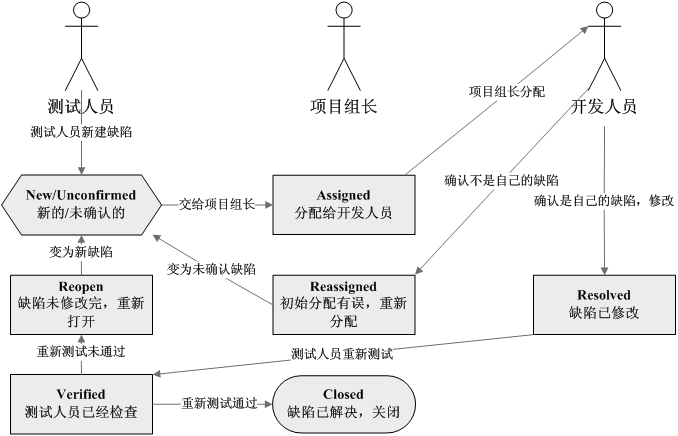 测试人员
项目组长
开发人员
项目组长分配
测试人员新建缺陷
确认不是自己的缺陷
确认是自己的缺陷，修改
New/Unconfirmed
新的/未确认的
交给项目组长
Assigned
分配给开发人员
变为新缺陷
变为未确认缺陷
Reopen
缺陷未修改完，重新
打开
Reassigned
初始分配有误，重新
分配
Resolved
缺陷已修改
重新测试未通过
测试人员重新测试
Verified
测试人员已经检查
重新测试通过
Closed
缺陷已解决，关闭